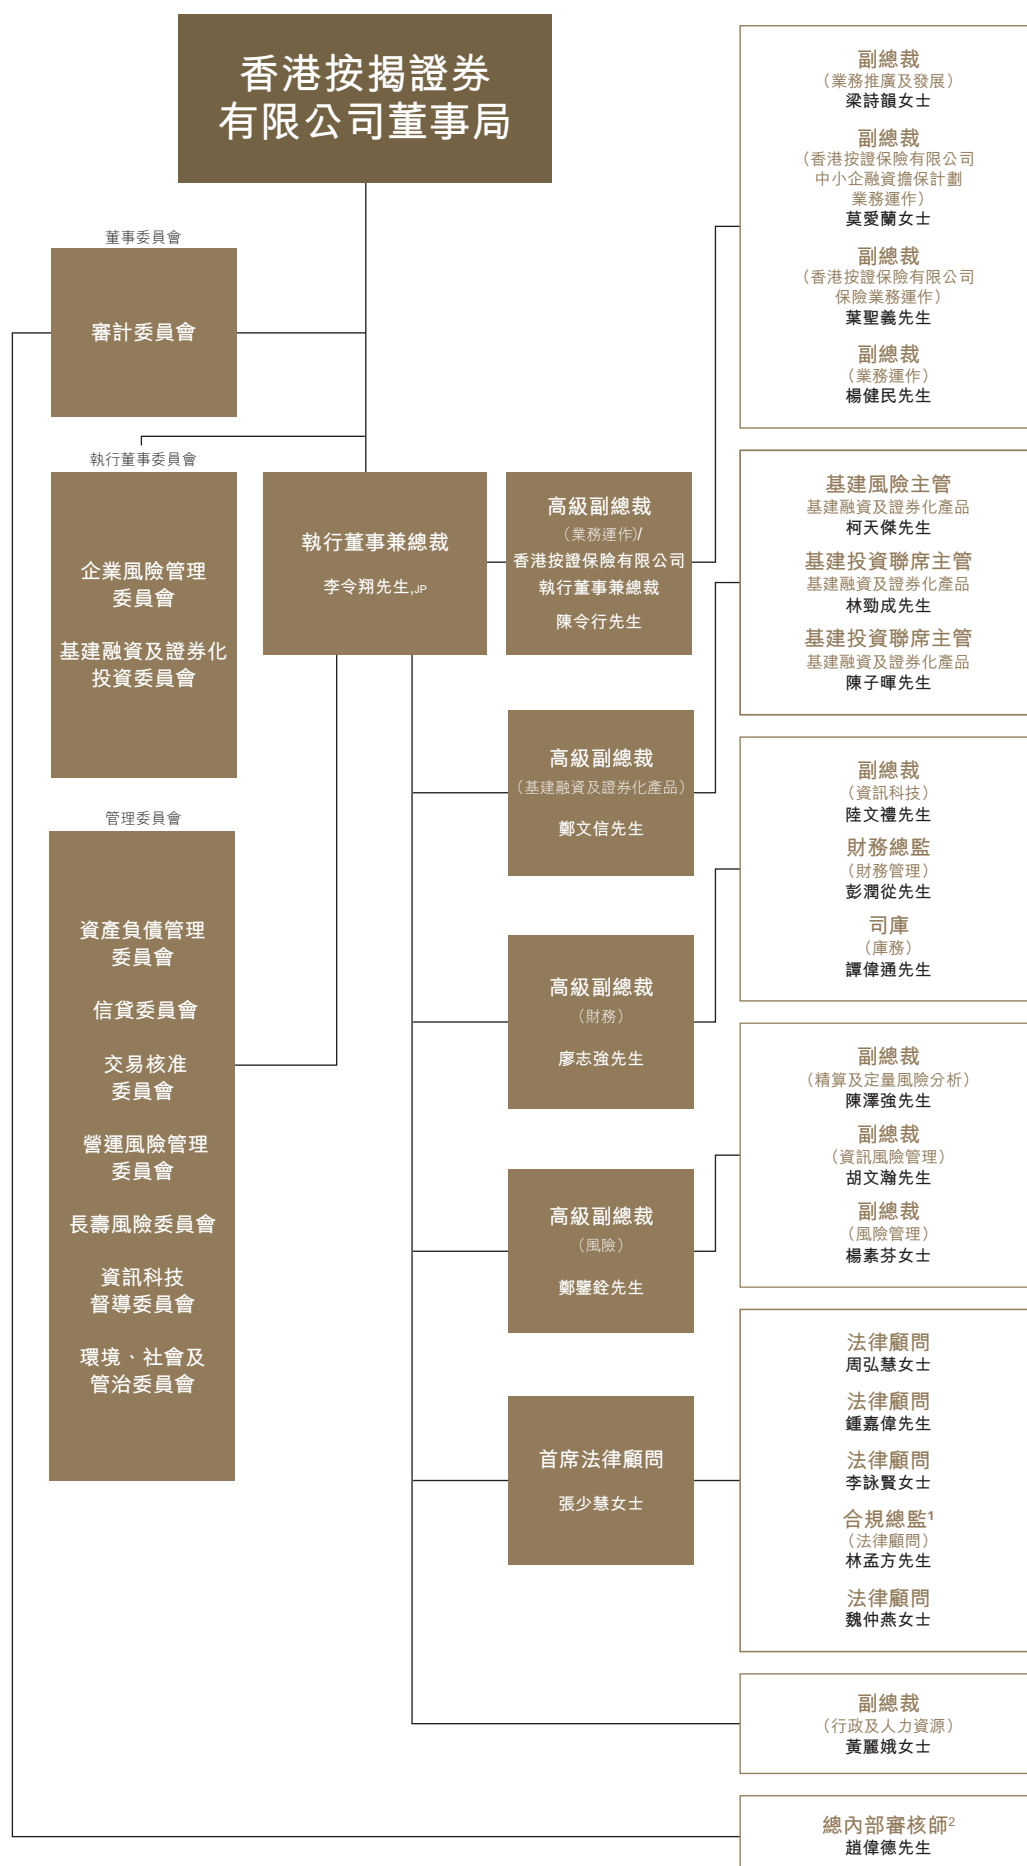 香港按揭證券
有限公司董事局
董事委員會
審計委員會
執行董事委員會
企業風險管理
委員會
基建融資及證券化
投資委員會
管理委員會
資產負債管理
委員會
信貸委員會
交易核准
委員會
營運風險管理
委員會
長壽風險委員會
資訊科技
督導委員會
環境、社會及
管治委員會
執行董事兼總裁
李令翔先生,JP
高級副總裁
（業務運作）/
香港按證保險有限公司
執行董事兼總裁
陳令行先生
高級副總裁
（基建融資及證券化產品）
鄭文信先生
高級副總裁
（財務）
廖志強先生
高級副總裁
（風險）
鄭鑒銓先生
首席法律顧問
張少慧女士
副總裁
（業務推廣及發展）
梁詩韻女士
副總裁
（香港按證保險有限公司
中小企融資擔保計劃
業務運作）
莫愛蘭女士
副總裁
（香港按證保險有限公司
保險業務運作）
葉聖義先生
副總裁
（業務運作）
楊健民先生
基建風險主管
基建融資及證券化產品
柯天傑先生
基建投資聯席主管
基建融資及證券化產品
林勁成先生
基建投資聯席主管
基建融資及證券化產品
陳子暉先生
副總裁
（資訊科技）
陸文禮先生
財務總監
（財務管理）
彭潤從先生
司庫
（庫務）
譚偉通先生
副總裁
（精算及定量風險分析）
陳澤強先生
副總裁
（資訊風險管理）
胡文瀚先生
副總裁
（風險管理）
楊素芬女士
法律顧問
周弘慧女士
法律顧問
鍾嘉偉先生
法律顧問
李詠賢女士
合規總監¹
（法律顧問）
林孟方先生
法律顧問
魏仲燕女士
副總裁
（行政及人力資源）
黃麗娥女士
總內部審核師²
趙偉德先生